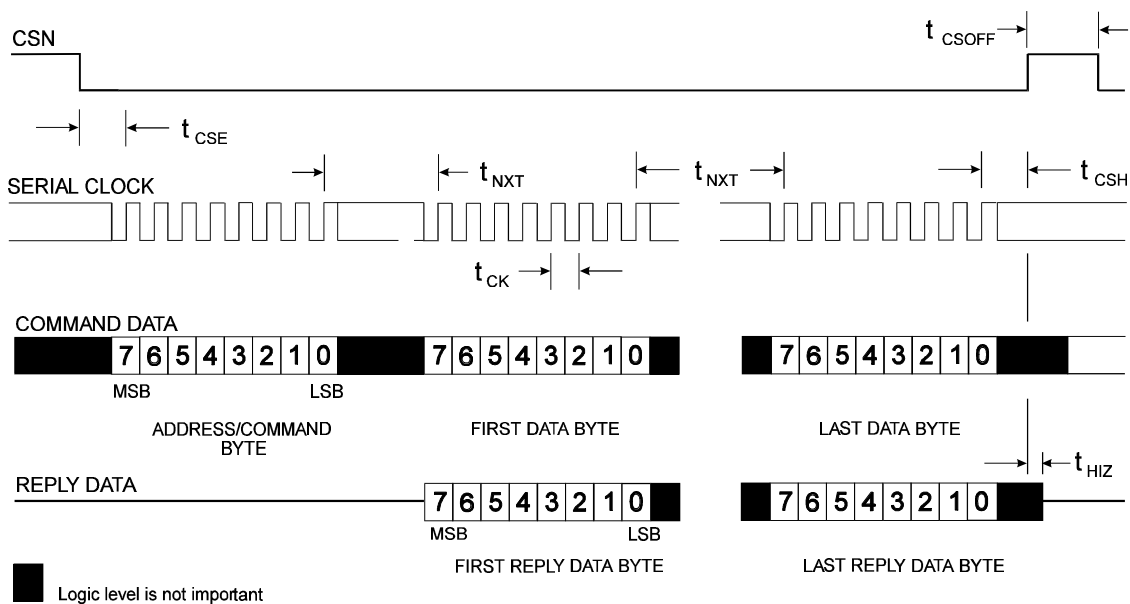 CSN
t CSOFF
t CSE
SERIAL CLOCK
t NXT
t NXT
t CSH
t CK
COMMAND DATA
7 6 5 4 3 2 1 0
7 6 5 4 3 2 1 0
7 6 5 4 3 2 1 0
MSB
LSB
ADDRESS/COMMAND
BYTE
FIRST DATA BYTE
LAST DATA BYTE
REPLY DATA
t HIZ
7 6 5 4 3 2 1 0
7 6 5 4 3 2 1 0
MSB
LSB
FIRST REPLY DATA BYTE
LAST REPLY DATA BYTE
Logic level is not important